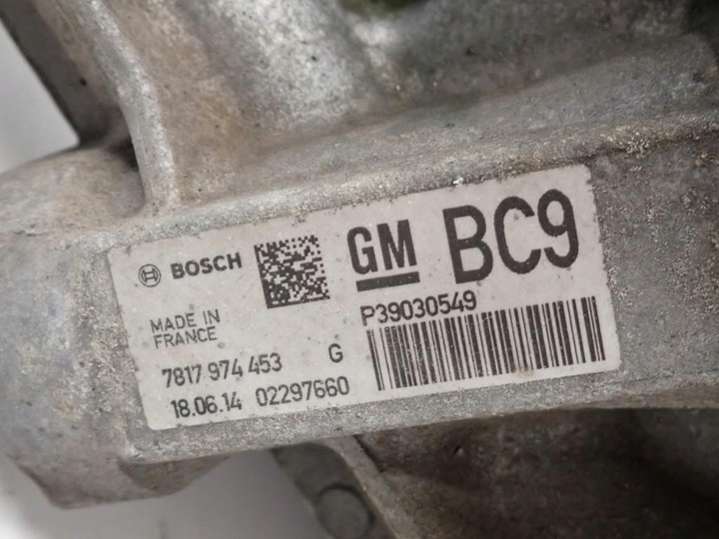 BOSCH
GM
BC9
MADE IN
FRANCE
P39030549
7817 974 453 G
18.06.14 02297660